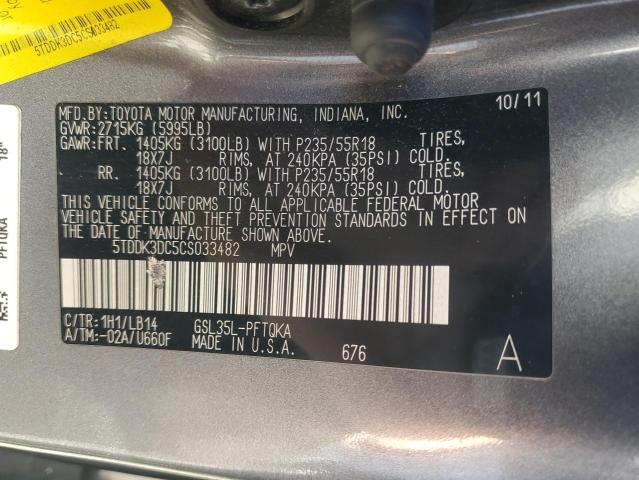 5TDDK3DC5CS033482
18"
PFTQKA
MFD.BY:TOYOTA MOTOR MANUFACTURING, INDIANA, INC. 10/11
GVWR:2715KG (5995LB)
GAWR:FRT. 1405KG (3100LB) WITH P235/55R18 TIRES,
18X7J RIMS, AT 240KPA (35PSI) COLD.
RR. 1405KG (3100LB) WITH P235/55R18 TIRES,
18X7J RIMS, AT 240KPA (35PSI) COLD.
THIS VEHICLE CONFORMS TO ALL APPLICABLE FEDERAL MOTOR
VEHICLE SAFETY AND THEFT PREVENTION STANDARDS IN EFFECT ON
THE DATE OF MANUFACTURE SHOWN ABOVE.
5TDDK3DC5CS033482 MPV
C/TR:1H1/LB14 GSL35L-PFTQKA
A/TM:-02A/U660F MADE IN U.S.A. 676 A